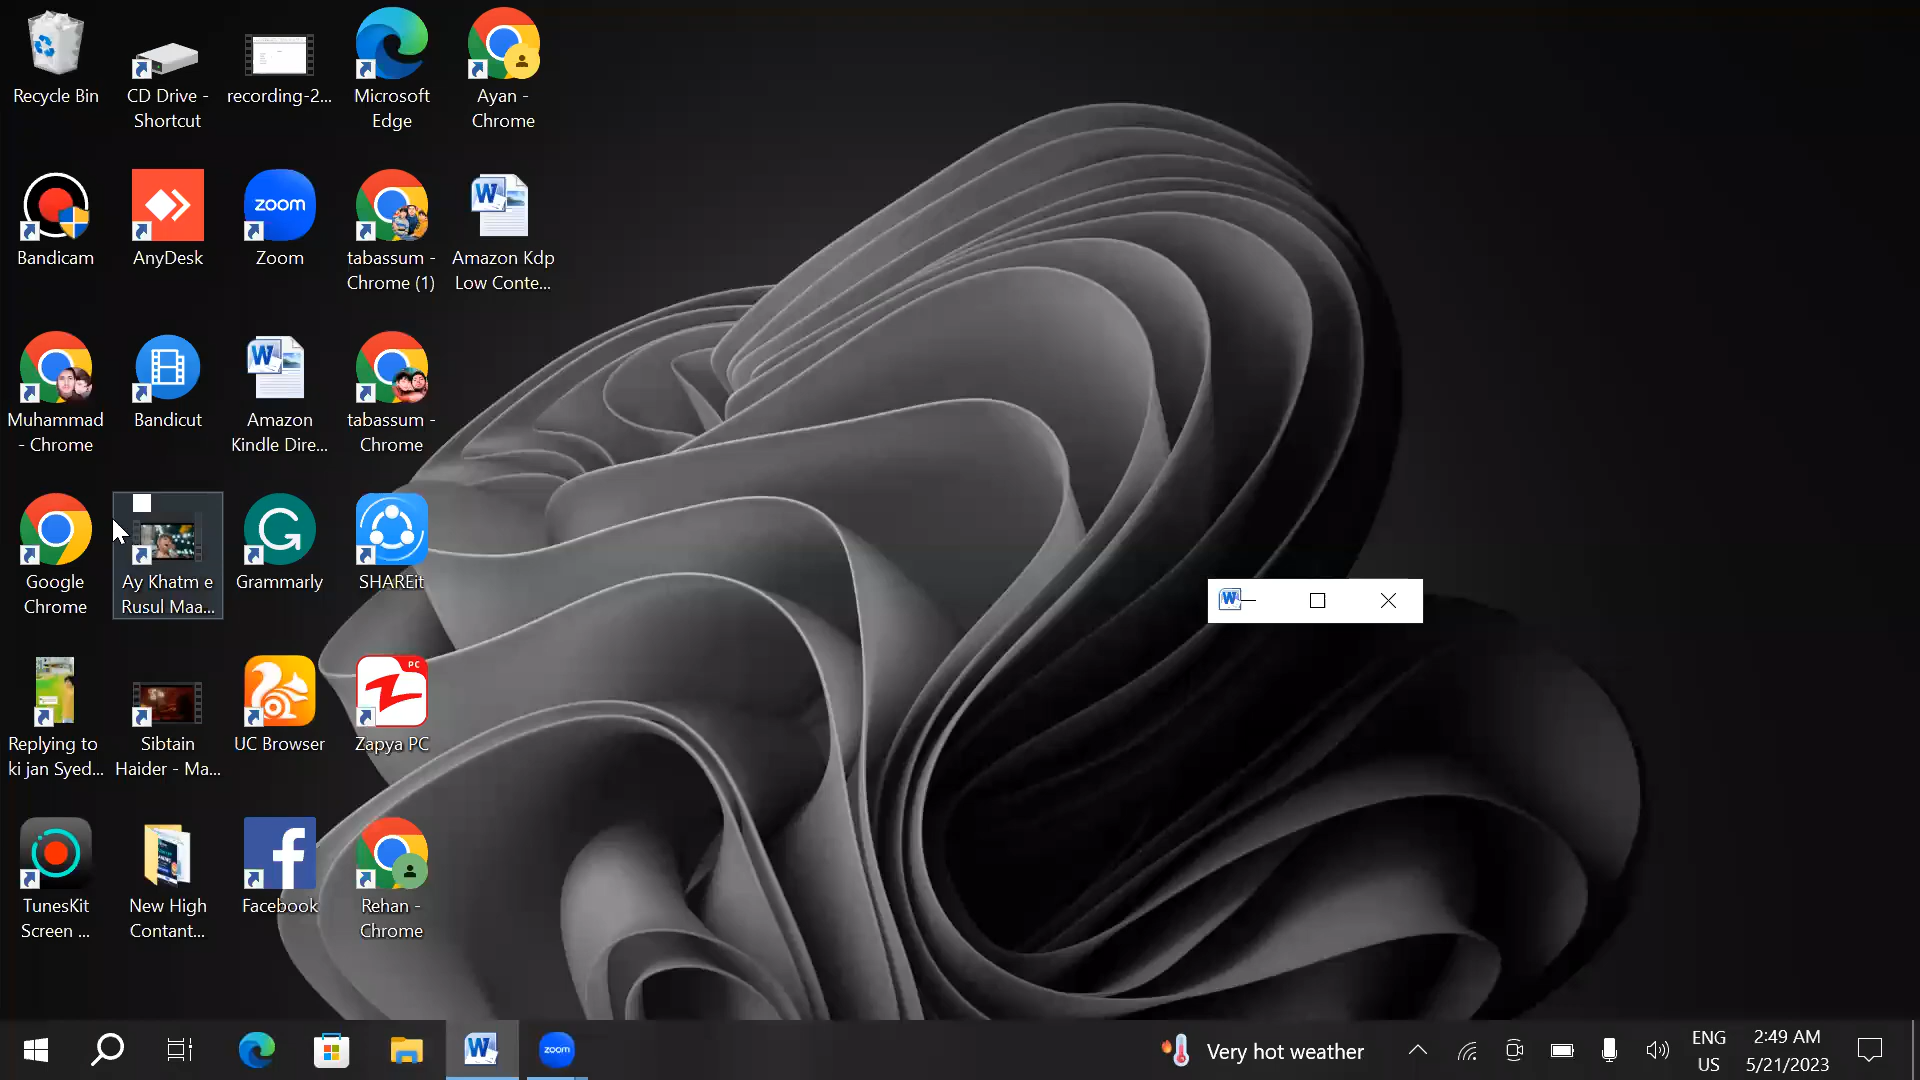 Recycle Bin
CD Drive -
Shortcut
recording-2...
Microsoft
Edge
Ayan -
Chrome
Bandicam
AnyDesk
zoom
Zoom
tabassum -
Chrome (1)
W
Amazon Kdp
Low Conte...
Muhammad
- Chrome
Bandicut
W
Amazon
Kindle Dire...
tabassum -
Chrome
Google
Chrome
Ay Khatm e
Rusul Maa...
G
Grammarly
SHAREit
W
Replying to
ki jan Syed...
Sibtain
Haider - Ma...
UC Browser
PC
Zapya PC
TunesKit
Screen ...
New High
Contant...
f
Facebook
Rehan -
Chrome
W
zoom
Very hot weather
ENG
US
2:49 AM
5/21/2023